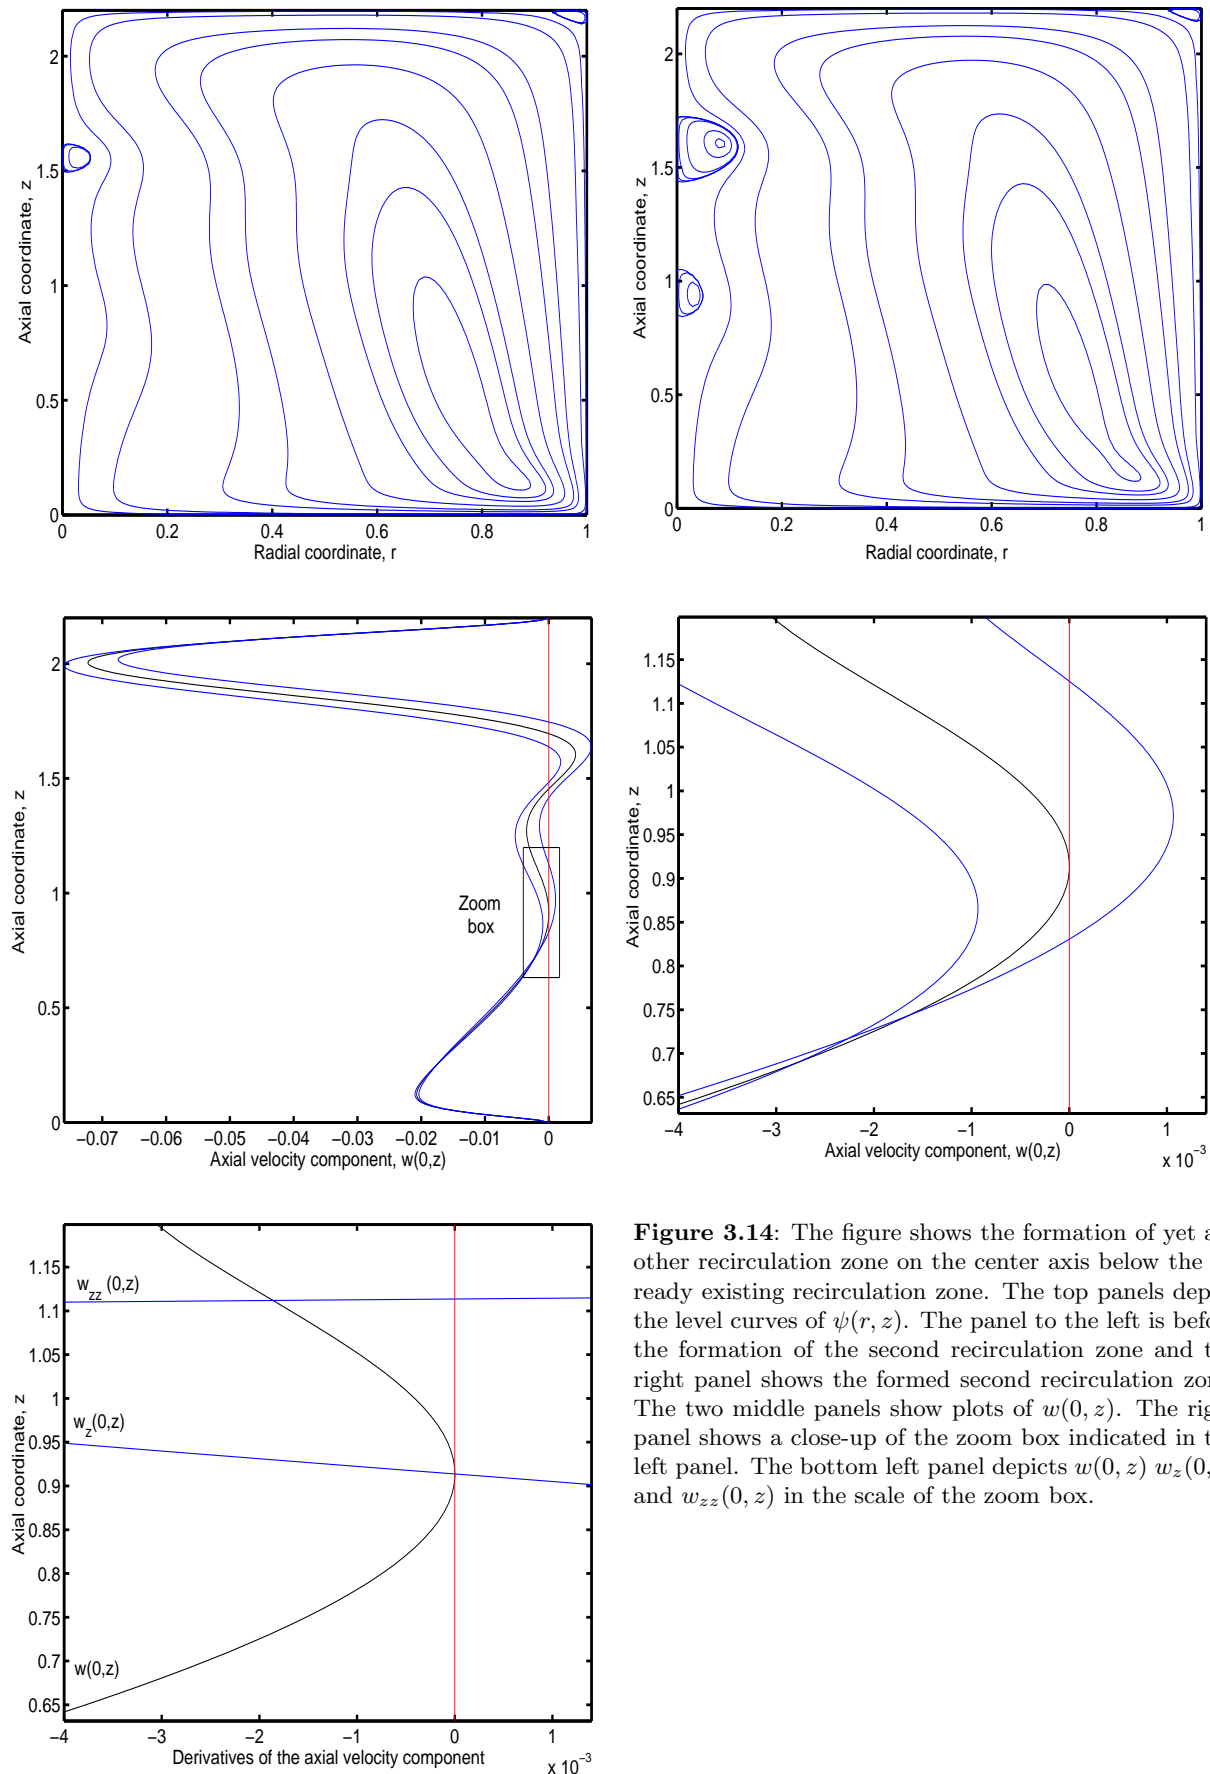 2
1.5
1
0.5
0
Axial coordinate, z
0 0.2 0.4 0.6 0.8 1
Radial coordinate, r
2
1.5
1
0.5
0
Axial coordinate, z
0 0.2 0.4 0.6 0.8 1
Radial coordinate, r
2
1.5
1
0.5
0
Axial coordinate, z
Zoom
box
−0.07 −0.06 −0.05 −0.04 −0.03 −0.02 −0.01 0
Axial velocity component, w(0,z)
1.15
1.1
1.05
1
0.95
0.9
0.85
0.8
0.75
0.7
0.65
Axial coordinate, z
−4 −3 −2 −1 0 1
Axial velocity component, w(0,z)
x 10⁻³
1.15
1.1
1.05
1
0.95
0.9
0.85
0.8
0.75
0.7
0.65
Axial coordinate, z
w_zz (0,z)
w_z(0,z)
w(0,z)
−4 −3 −2 −1 0 1
Derivatives of the axial velocity component
x 10⁻³
Figure 3.14: The figure shows the formation of yet a
other recirculation zone on the center axis below the
ready existing recirculation zone. The top panels dep
the level curves of ψ(r, z). The panel to the left is befo
the formation of the second recirculation zone and t
right panel shows the formed second recirculation zon
The two middle panels show plots of w(0, z). The rig
panel shows a close-up of the zoom box indicated in t
left panel. The bottom left panel depicts w(0, z) w_z(0,
and w_zz(0, z) in the scale of the zoom box.